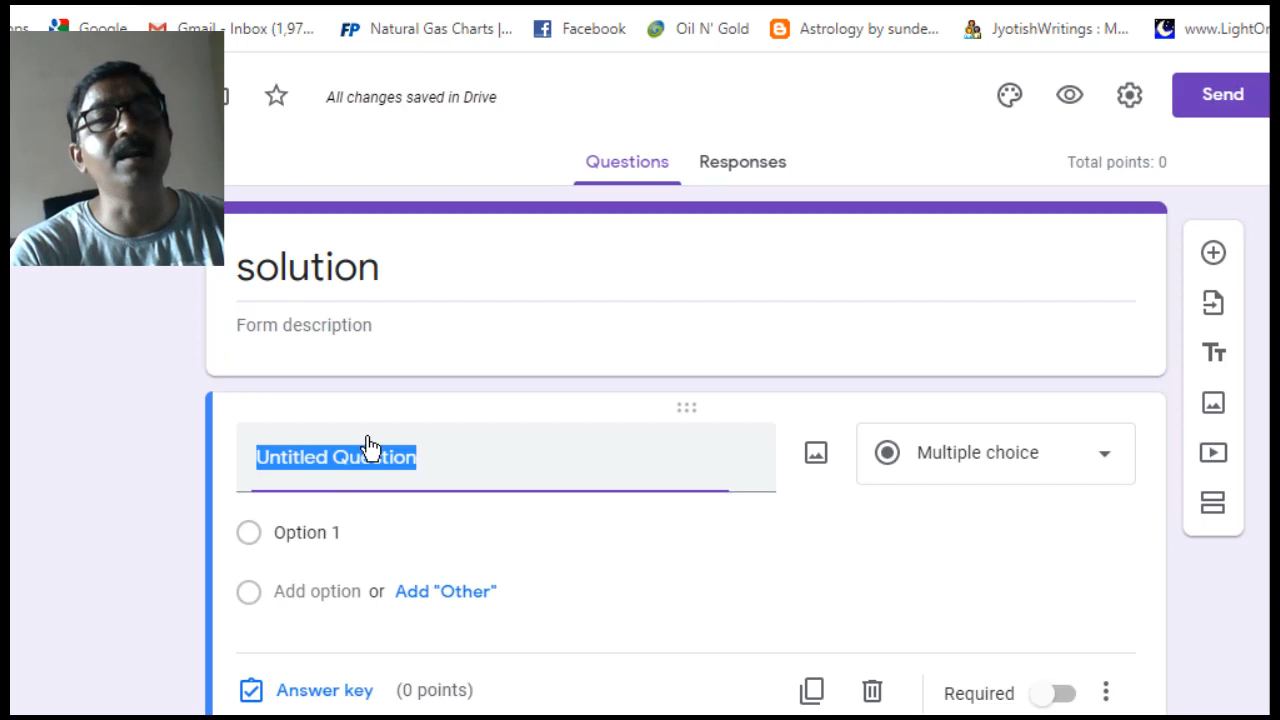 Google
Gmail - Inbox (1,97...
FP Natural Gas Charts |...
Facebook
Oil N' Gold
Astrology by sunde...
JyotishWritings : M...
www.LightOn
All changes saved in Drive
Send
Questions
Responses
Total points: 0
solution
Form description
Untitled Question
Multiple choice
Option 1
Add option or Add "Other"
Answer key (0 points)
Required